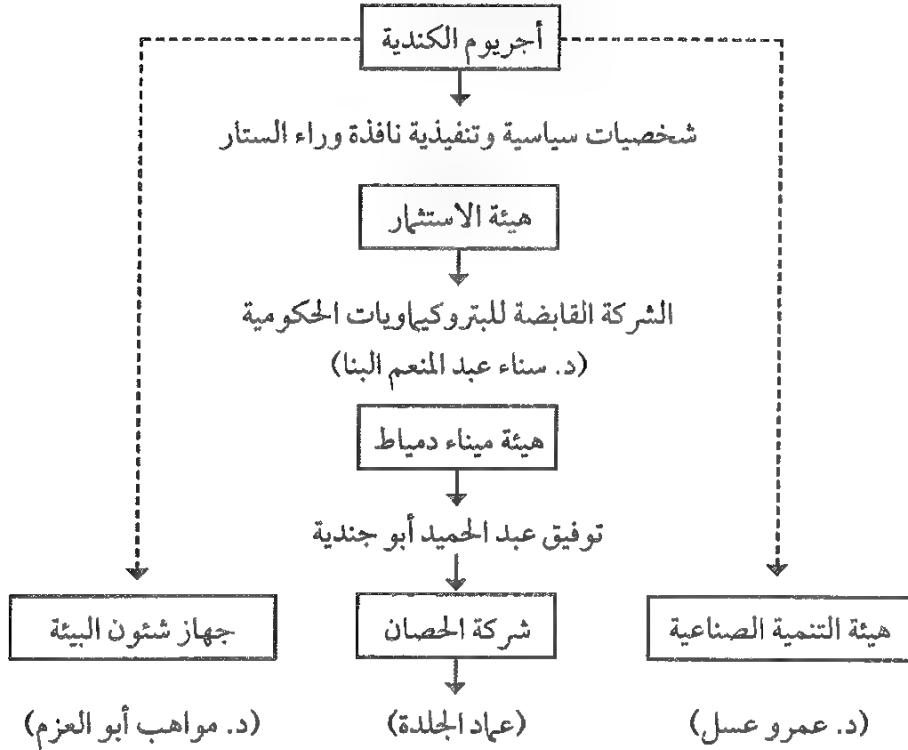 أجريوم الكندية
شخصيات سياسية وتنفيذية نافذة وراء الستار
هيئة الاستثمار
الشركة القابضة للبتروكيماويات الحكومية
(د. سناء عبد المنعم البنا)
هيئة ميناء دمياط
توفيق عبد الحميد أبو جندية
هيئة التنمية الصناعية
شركة الحصان
جهاز شئون البيئة
(د. عمرو عسل)
(عماد الجلدة)
(د. مواهب أبو العزم)